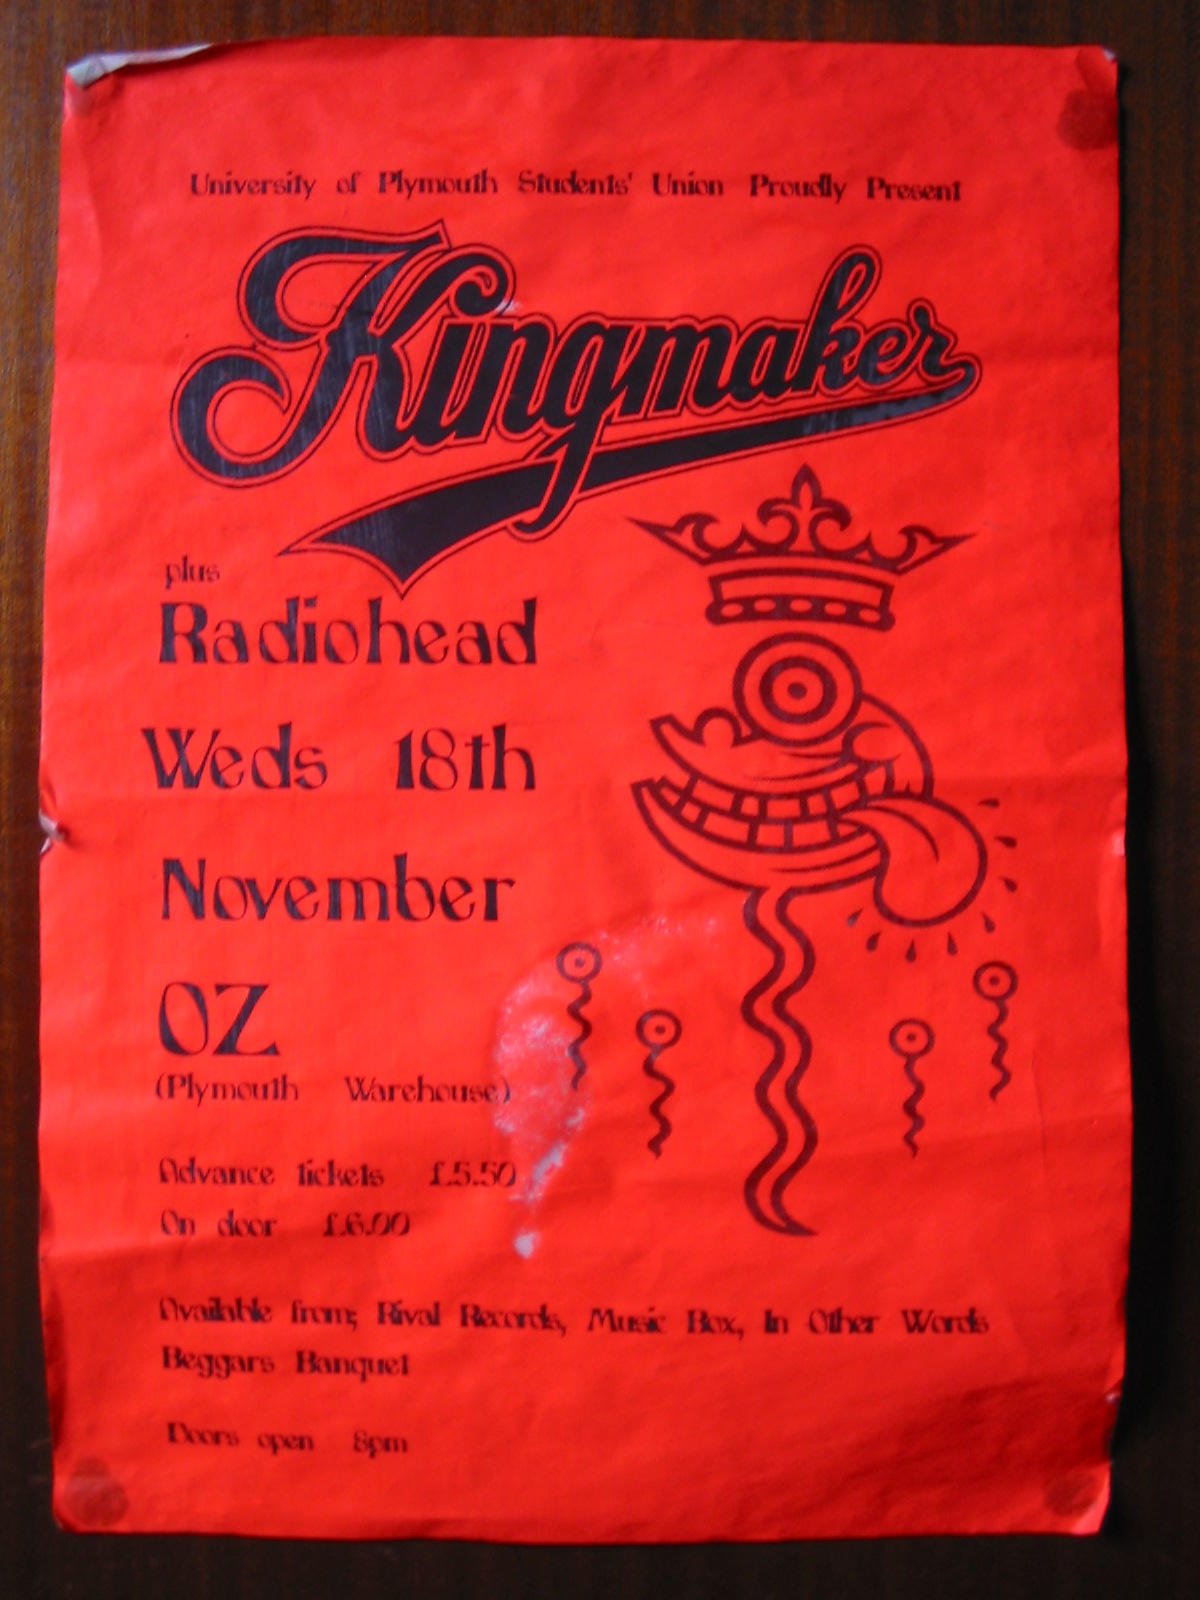 University of Plymouth Students' Union Proudly Present
Kingmaker
plus
Radiohead
Weds 18th
November
OZ
(Plymouth Warehouse)
Advance tickets £5.50
On door £6.00
Available from; Rival Records, Music Box, In Other Words
Beggars Banquet
Doors open 8pm